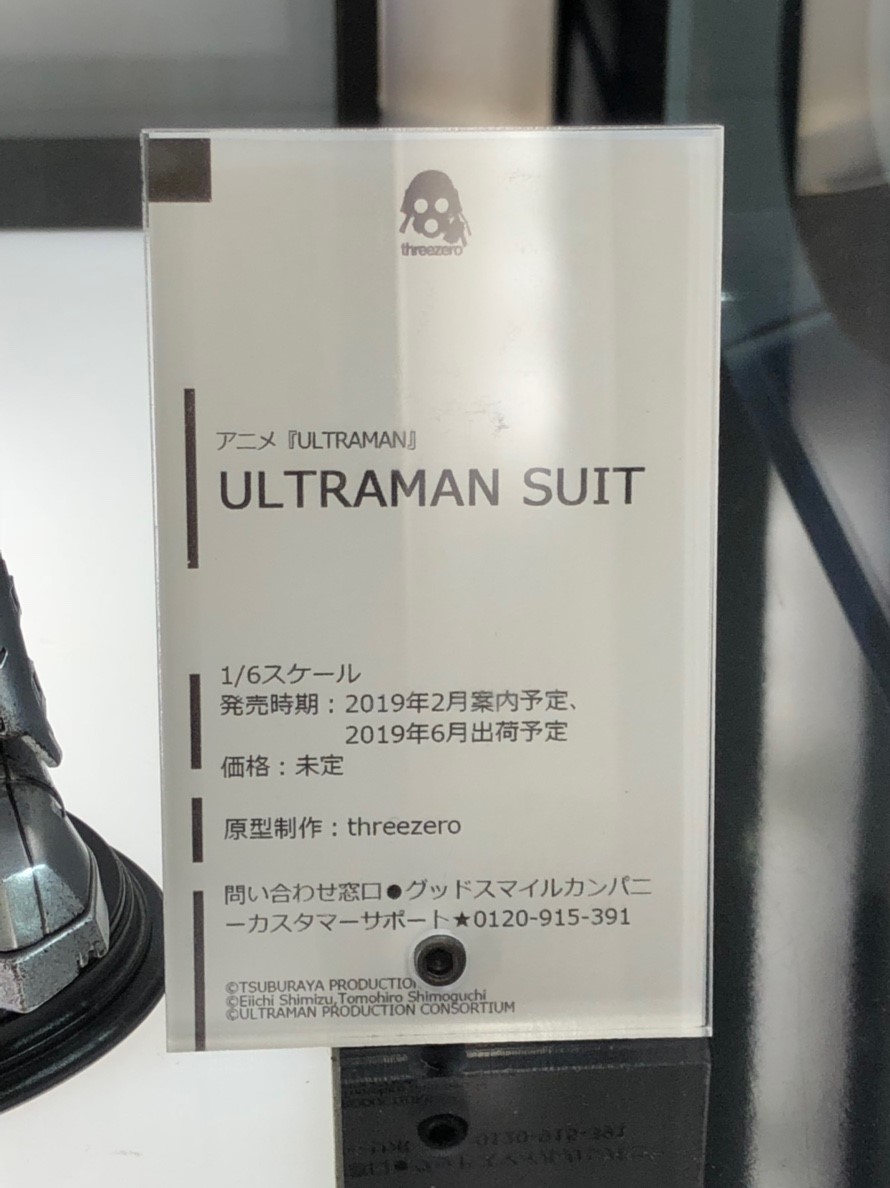 threezero
アニメ『ULTRAMAN』
ULTRAMAN SUIT
1/6スケール
発売時期：2019年2月案内予定、
2019年6月出荷予定
価格：未定
原型制作：threezero
問い合わせ窓口●グッドスマイルカンパニ
ーカスタマーサポート★0120-915-391
©TSUBURAYA PRODUCTIO
©Eiichi Shimizu,Tomohiro Shimoguchi
©ULTRAMAN PRODUCTION CONSORTIUM